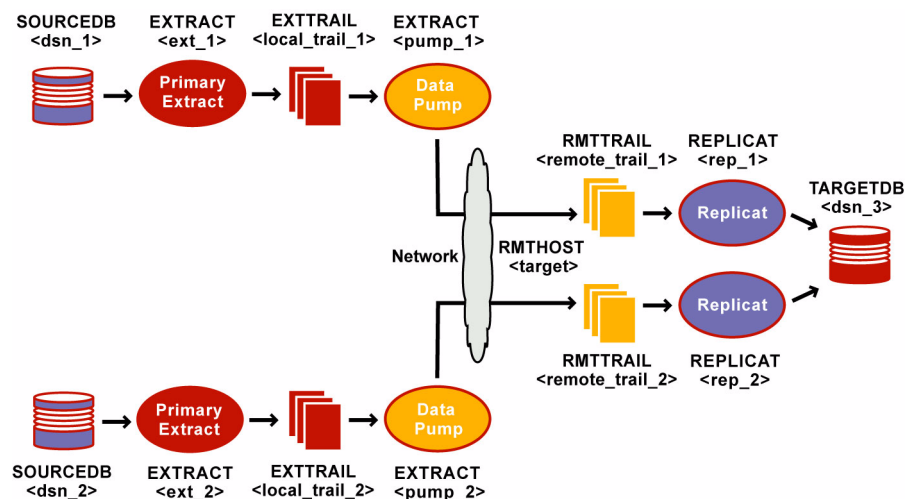 SOURCEDB
<dsn_1>
EXTRACT
<ext_1>
EXTTRAIL
<local_trail_1>
EXTRACT
<pump_1>
Primary
Extract
Data
Pump
RMTTRAIL
<remote_trail_1>
REPLICAT
<rep_1>
TARGETDB
<dsn_3>
Replicat
Network
RMTHOST
<target>
Replicat
RMTTRAIL
<remote_trail_2>
REPLICAT
<rep_2>
Primary
Extract
Data
Pump
SOURCEDB
<dsn_2>
EXTRACT
<ext_2>
EXTTRAIL
<local_trail_2>
EXTRACT
<pump_2>